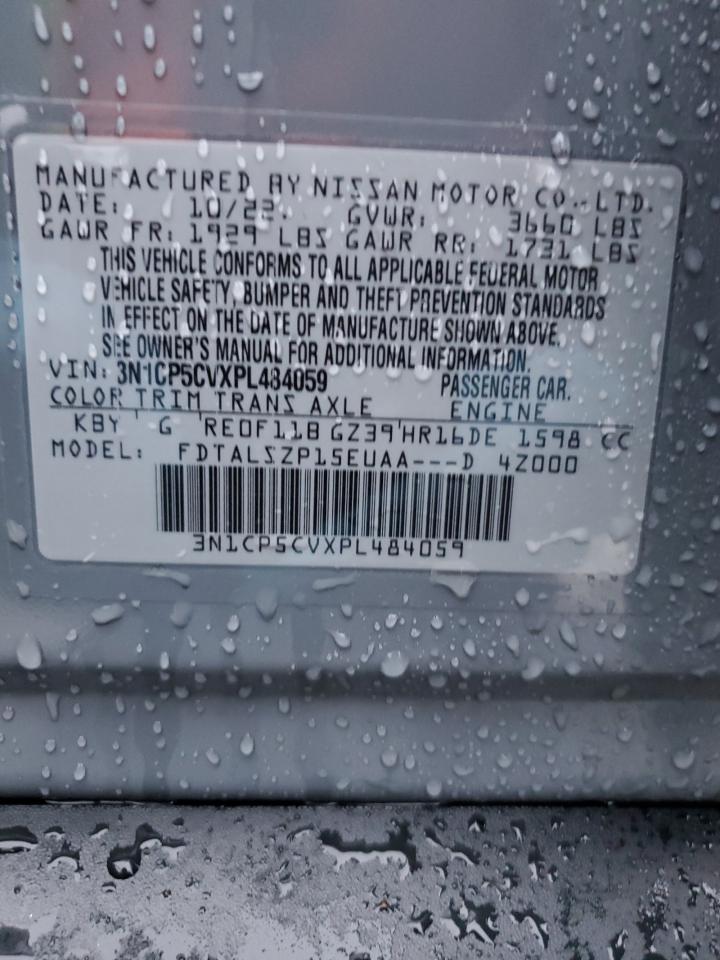 MANUFACTURED BY NISSAN MOTOR CO., LTD.
DATE: 10/22. GVWR: 3660 LBS
GAWR FR: 1929 LBS GAWR RR: 1731 LBS
THIS VEHICLE CONFORMS TO ALL APPLICABLE FEDERAL MOTOR
VEHICLE SAFETY, BUMPER AND THEFT PREVENTION STANDARDS
IN EFFECT ON THE DATE OF MANUFACTURE SHOWN ABOVE.
SEE OWNER'S MANUAL FOR ADDITIONAL INFORMATION.
VIN: 3N1CP5CVXPL484059 PASSENGER CAR.
COLOR TRIM TRANS AXLE ENGINE
KBY G RE0F11B GZ39 HR16DE 1598 CC
MODEL: FDTALSZP15EUAA---D 4Z000
3N1CP5CVXPL484059